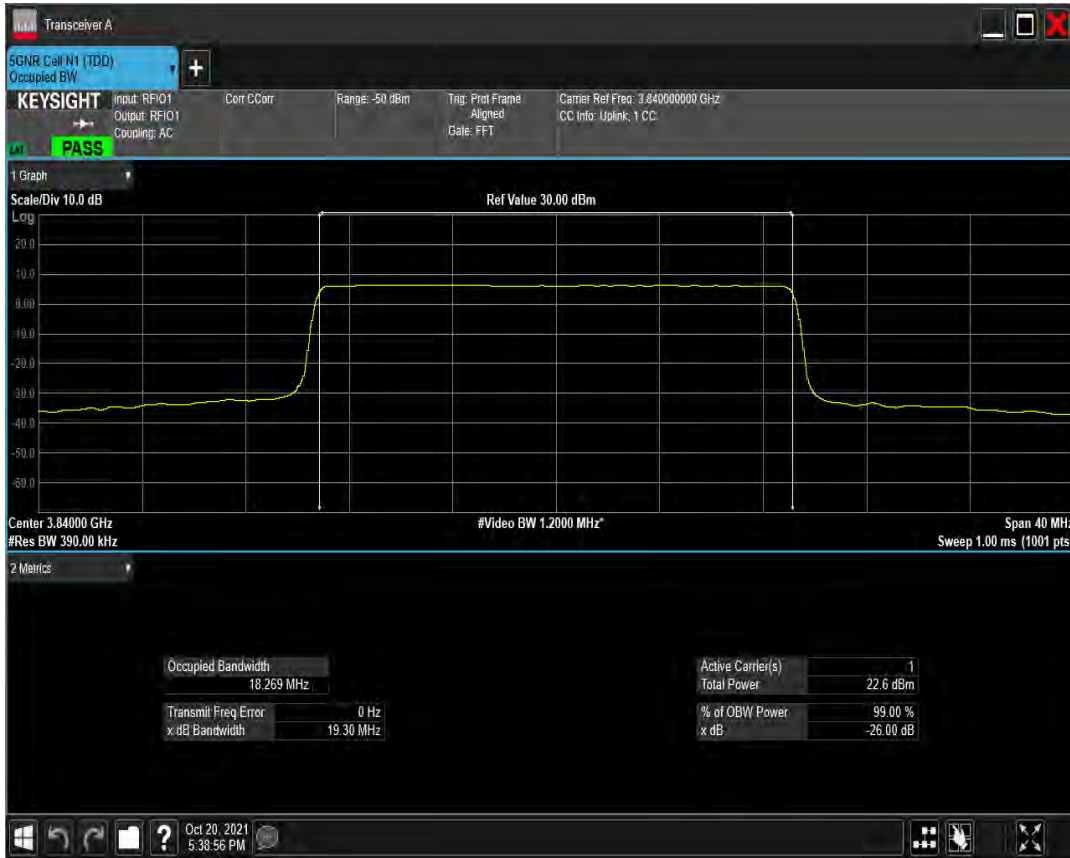 Transceiver A
5GNR Cell N1 (TDD)
Occupied BW
+
KEYSIGHT
Input: RFIO1
Output: RFIO1
Coupling: AC
Corr CCorr
Range: -50 dBm
Trig: Prot Frame
Aligned
Gate: FFT
Carrier Ref Freq: 3.840000000 GHz
CC Info: Uplink, 1 CC
PASS
1 Graph
Scale/Div 10.0 dB
Ref Value 30.00 dBm
Log
20.0
10.0
0.00
-10.0
-20.0
-30.0
-40.0
-50.0
-60.0
Center 3.84000 GHz
#Video BW 1.2000 MHz*
Span 40 MHz
#Res BW 390.00 kHz
Sweep 1.00 ms (1001 pts
2 Metrics
Occupied Bandwidth
18.269 MHz
Transmit Freq Error 0 Hz
x dB Bandwidth 19.30 MHz
Active Carrier(s) 1
Total Power 22.6 dBm
% of OBW Power 99.00 %
x dB -26.00 dB
?
Oct 20, 2021
5:38:56 PM